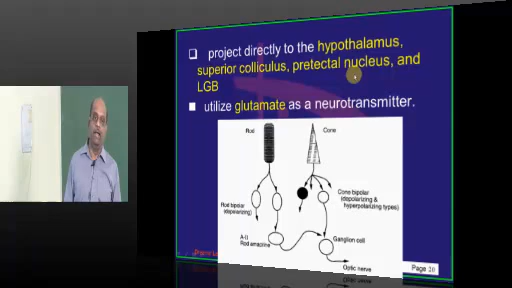 project directly to the hypothalamus,
superior colliculus, pretectal nucleus, and
LGB
utilize glutamate as a neurotransmitter.
Rod
Cone
Rod bipolar
(depolarizing)
Cone bipolar
(depolarizing &
hyperpolarizing types)
A-II
Rod amacrine
Ganglion cell
Optic nerve
Page 20